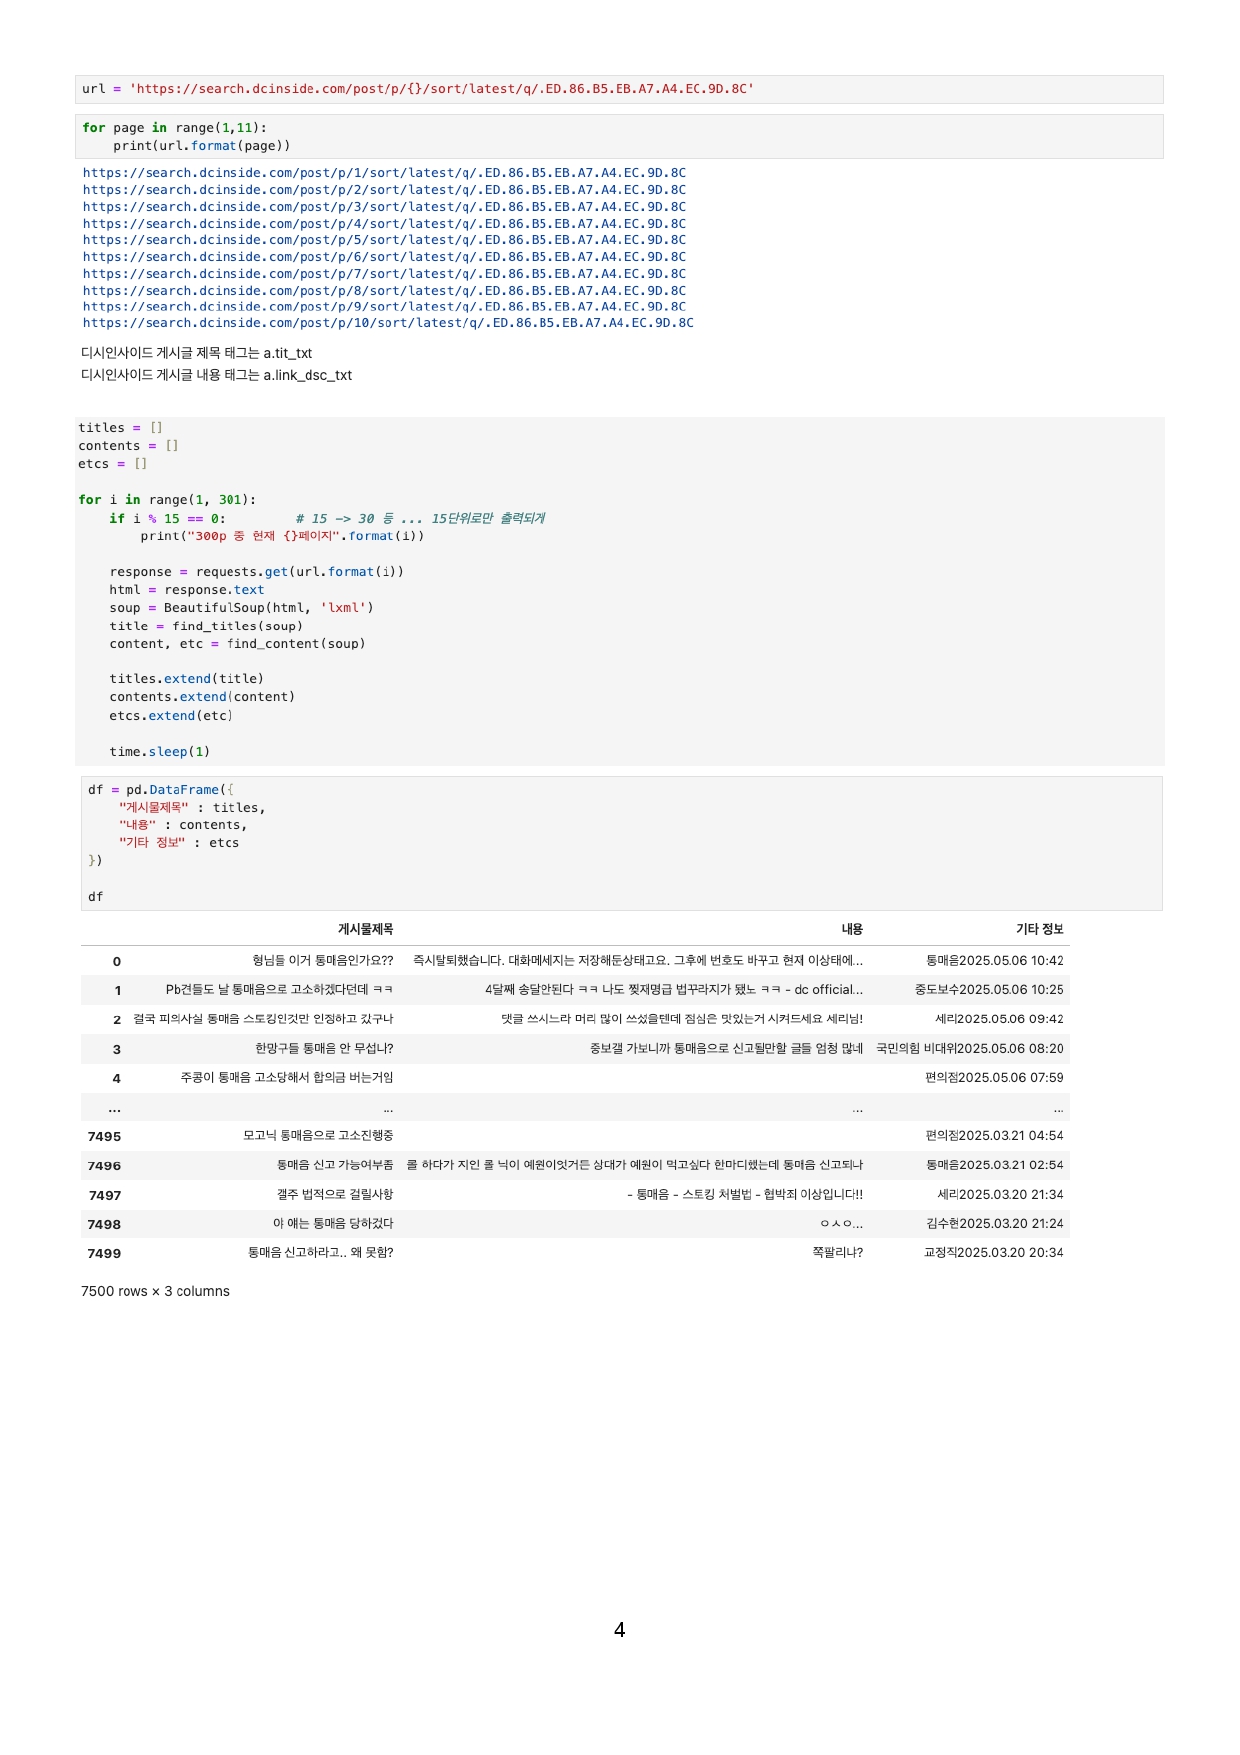 url = 'https://search.dcinside.com/post/p/{}/sort/latest/q/.ED.86.B5.EB.A7.A4.EC.9D.8C'
for page in range(1,11):
    print(url.format(page))
https://search.dcinside.com/post/p/1/sort/latest/q/.ED.86.B5.EB.A7.A4.EC.9D.8C
https://search.dcinside.com/post/p/2/sort/latest/q/.ED.86.B5.EB.A7.A4.EC.9D.8C
https://search.dcinside.com/post/p/3/sort/latest/q/.ED.86.B5.EB.A7.A4.EC.9D.8C
https://search.dcinside.com/post/p/4/sort/latest/q/.ED.86.B5.EB.A7.A4.EC.9D.8C
https://search.dcinside.com/post/p/5/sort/latest/q/.ED.86.B5.EB.A7.A4.EC.9D.8C
https://search.dcinside.com/post/p/6/sort/latest/q/.ED.86.B5.EB.A7.A4.EC.9D.8C
https://search.dcinside.com/post/p/7/sort/latest/q/.ED.86.B5.EB.A7.A4.EC.9D.8C
https://search.dcinside.com/post/p/8/sort/latest/q/.ED.86.B5.EB.A7.A4.EC.9D.8C
https://search.dcinside.com/post/p/9/sort/latest/q/.ED.86.B5.EB.A7.A4.EC.9D.8C
https://search.dcinside.com/post/p/10/sort/latest/q/.ED.86.B5.EB.A7.A4.EC.9D.8C
디시인사이드 게시글 제목 태그는 a.tit_txt
디시인사이드 게시글 내용 태그는 a.link_dsc_txt
titles = []
contents = []
etcs = []
for i in range(1, 301):
    if i % 15 == 0:         # 15 -> 30 등 ... 15단위로만 출력되게
        print("300p 중 현재 {}페이지".format(i))
    response = requests.get(url.format(i))
    html = response.text
    soup = BeautifulSoup(html, 'lxml')
    title = find_titles(soup)
    content, etc = find_content(soup)
    titles.extend(title)
    contents.extend(content)
    etcs.extend(etc)
    time.sleep(1)
df = pd.DataFrame({
    "게시물제목" : titles,
    "내용" : contents,
    "기타 정보" : etcs
})
df
게시물제목 내용 기타 정보
0 형님들 이거 통매음인가요?? 즉시탈퇴했습니다. 대화메세지는 저장해둔상태고요. 그후에 번호도 바꾸고 현재 이상태에... 통매음2025.05.06 10:42
1 Pb견들도 날 통매음으로 고소하겠다던데 ㅋㅋ 4달째 송달안된다 ㅋㅋ 나도 찢재명급 법꾸라지가 됐노 ㅋㅋ - dc official... 중도보수2025.05.06 10:25
2 결국 피의사실 통매음 스토킹인것만 인정하고 갔구나 댓글 쓰시느라 머리 많이 쓰셨을텐데 점심은 맛있는거 시켜드세요 세리님! 세리2025.05.06 09:42
3 한망구들 통매음 안 무섭나? 중보갤 가보니까 통매음으로 신고될만할 글들 엄청 많네 국민의힘 비대위2025.05.06 08:20
4 주콩이 통매음 고소당해서 합의금 버는거임 편의점2025.05.06 07:59
... ... ... ...
7495 모고닉 통매음으로 고소진행중 편의점2025.03.21 04:54
7496 통매음 신고 가능여부좀 롤 하다가 지인 롤 닉이 예원이엇거든 상대가 예원이 먹고싶다 한마디했는데 통매음 신고되나 통매음2025.03.21 02:54
7497 갤주 법적으로 걸릴사항 - 통매음 - 스토킹 처벌법 - 협박죄 이상입니다!! 세리2025.03.20 21:34
7498 야 얘는 통매음 당하겄다 ㅇㅅㅇ... 김수현2025.03.20 21:24
7499 통매음 신고하라고.. 왜 못함? 쪽팔리냐? 교정직2025.03.20 20:34
7500 rows × 3 columns
4